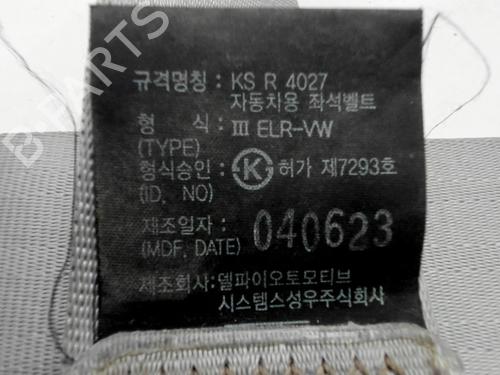 규격명칭 : KS R 4027
자동차용 좌석벨트
형 식 : III ELR-VW
(TYPE)
형식승인 : K 허가 제7293호
(ID, NO)
제조일자 : 040623
(MDF, DATE)
제조회사:델파이오토모티브
시스템스성우주식회사